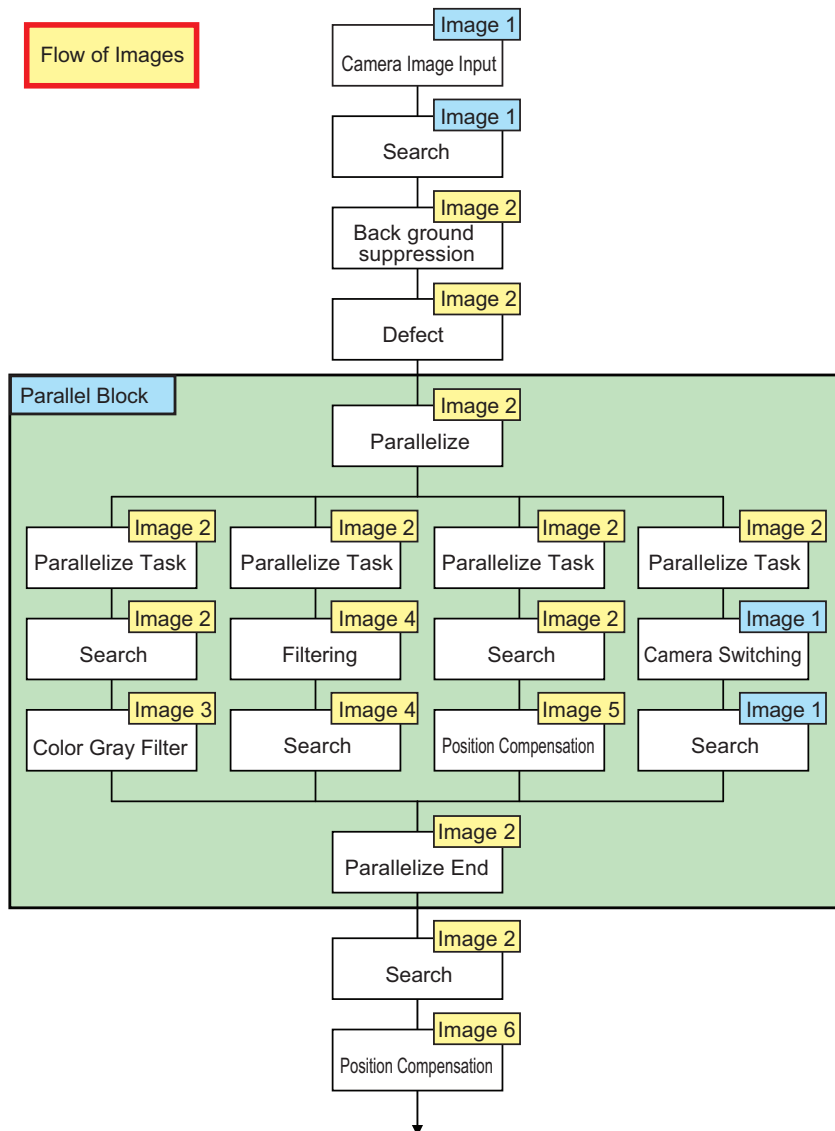 Flow of Images
Image 1
Camera Image Input
Image 1
Search
Image 2
Back ground
suppression
Image 2
Defect
Parallel Block
Image 2
Parallelize
Image 2
Image 2
Image 2
Image 2
Parallelize Task
Parallelize Task
Parallelize Task
Parallelize Task
Image 2
Image 4
Image 2
Image 1
Search
Filtering
Search
Camera Switching
Image 3
Image 4
Image 5
Image 1
Color Gray Filter
Search
Position Compensation
Search
Image 2
Parallelize End
Image 2
Search
Image 6
Position Compensation